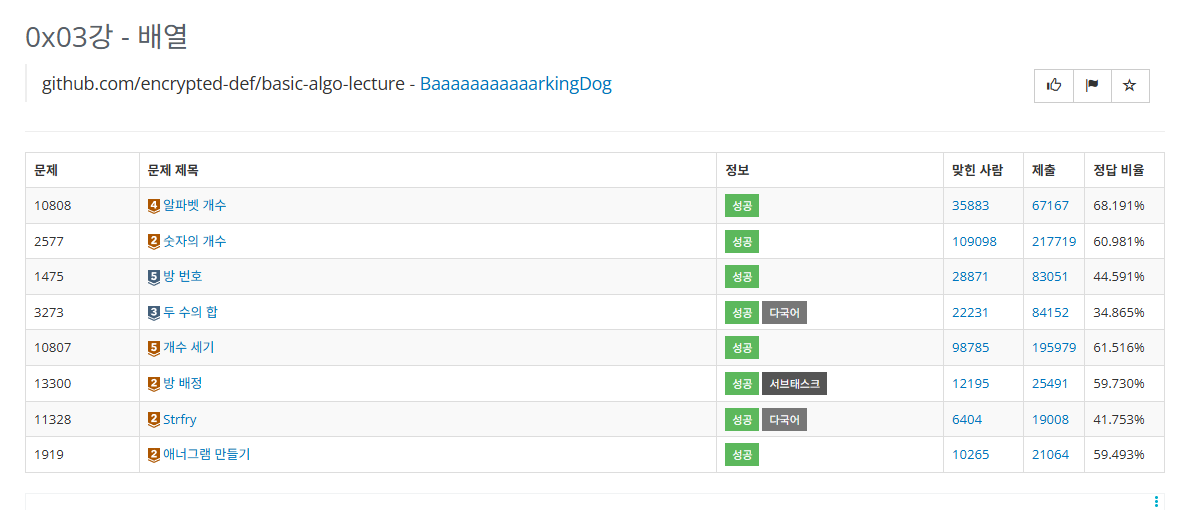 0x03강 - 배열
github.com/encrypted-def/basic-algo-lecture - BaaaaaaaaaaarkingDog
문제 문제 제목 정보 맞힌 사람 제출 정답 비율
10808 4 알파벳 개수 성공 35883 67167 68.191%
2577 2 숫자의 개수 성공 109098 217719 60.981%
1475 5 방 번호 성공 28871 83051 44.591%
3273 3 두 수의 합 성공 다국어 22231 84152 34.865%
10807 5 개수 세기 성공 98785 195979 61.516%
13300 2 방 배정 성공 서브태스크 12195 25491 59.730%
11328 2 Strfry 성공 다국어 6404 19008 41.753%
1919 2 애너그램 만들기 성공 10265 21064 59.493%